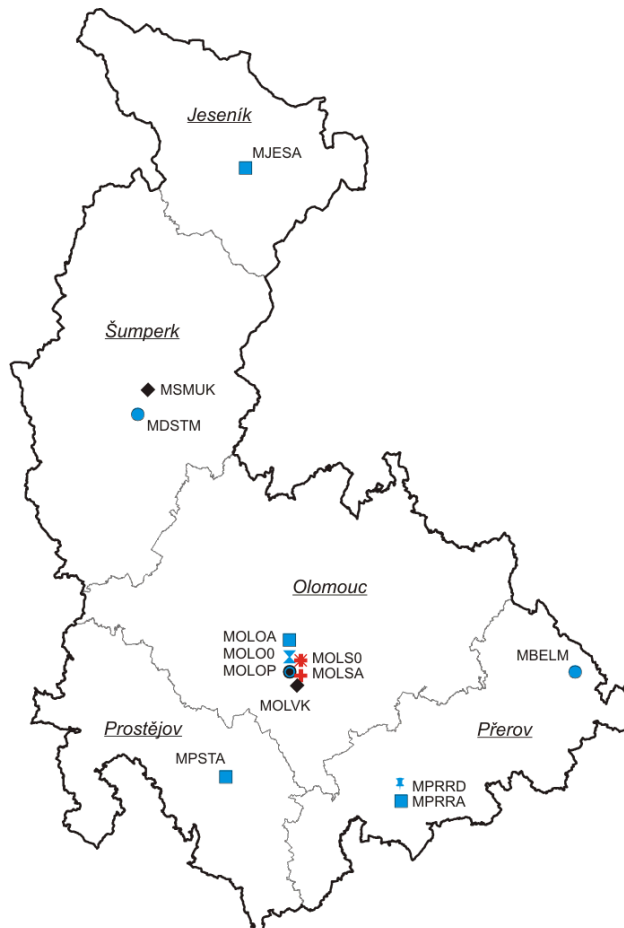 Jeseník
MJESA
Šumperk
MSMUK
MDSTM
Olomouc
MOLOA
MOLO0
MOLS0
MOLOP
MOLSA
MBELM
MOLVK
Prostějov
Přerov
MPSTA
MPRRD
MPRRA